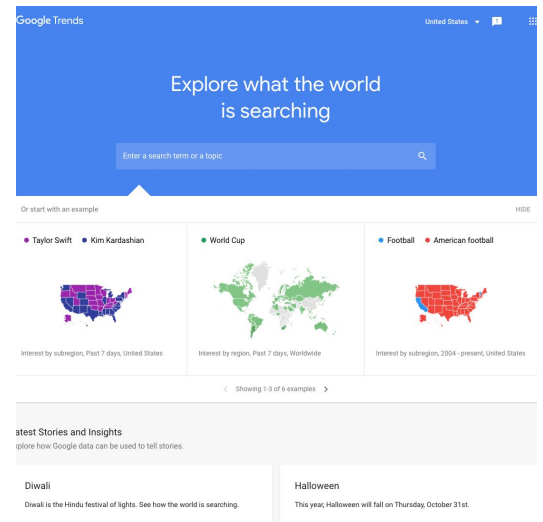 Google Trends
United States
Explore what the world
is searching
Enter a search term or a topic
Or start with an example
HIDE
Taylor Swift Kim Kardashian
World Cup
Football American football
Interest by subregion, Past 7 days, United States
Interest by region, Past 7 days, Worldwide
Interest by subregion, 2004 - present, United States
Showing 1-3 of 6 examples
atest Stories and Insights
xplore how Google data can be used to tell stories.
Diwali
Diwali is the Hindu festival of lights. See how the world is searching.
Halloween
This year, Halloween will fall on Thursday, October 31st.